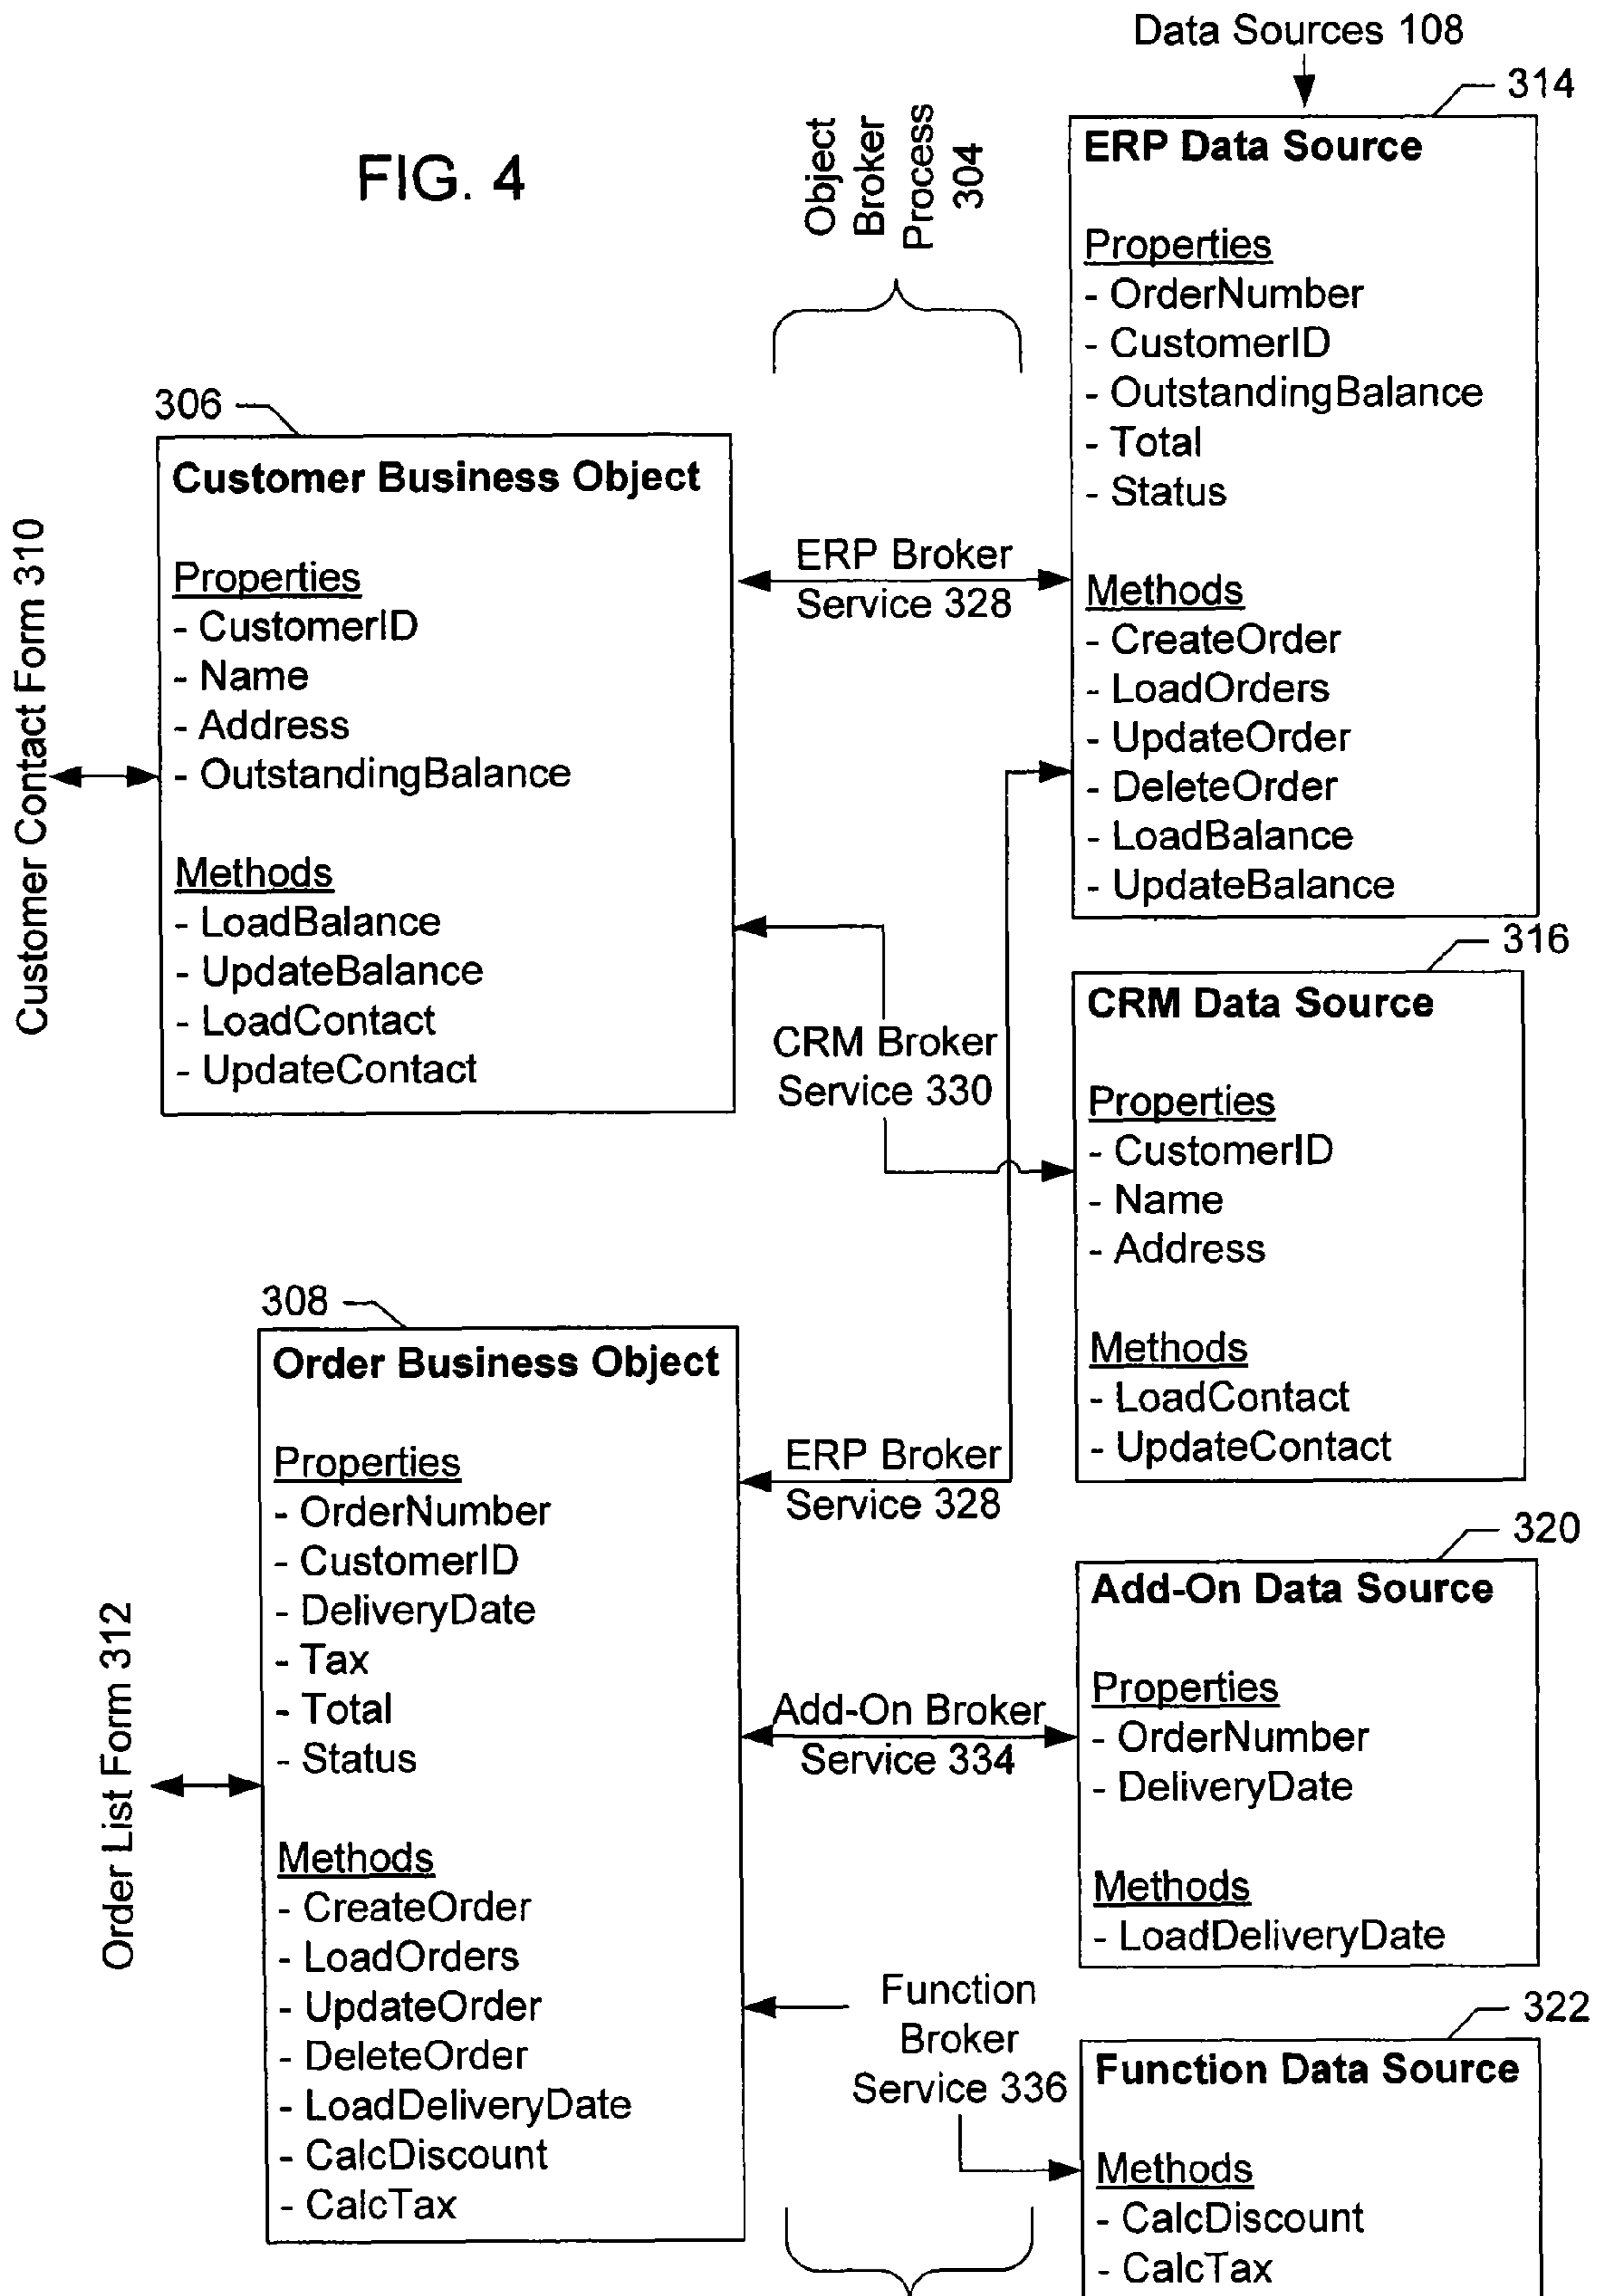 Data Sources 108
314
FIG. 4
Object
Broker
Process
304
ERP Data Source
Properties
- OrderNumber
- CustomerID
- OutstandingBalance
- Total
- Status
Methods
- CreateOrder
- LoadOrders
- UpdateOrder
- DeleteOrder
- LoadBalance
- UpdateBalance
306
Customer Business Object
Properties
- CustomerID
- Name
- Address
- OutstandingBalance
Methods
- LoadBalance
- UpdateBalance
- LoadContact
- UpdateContact
Customer Contact Form 310
ERP Broker
Service 328
CRM Broker
Service 330
316
CRM Data Source
Properties
- CustomerID
- Name
- Address
Methods
- LoadContact
- UpdateContact
308
Order Business Object
Properties
- OrderNumber
- CustomerID
- DeliveryDate
- Tax
- Total
- Status
Methods
- CreateOrder
- LoadOrders
- UpdateOrder
- DeleteOrder
- LoadDeliveryDate
- CalcDiscount
- CalcTax
Order List Form 312
ERP Broker
Service 328
Add-On Broker
Service 334
Function
Broker
Service 336
320
Add-On Data Source
Properties
- OrderNumber
- DeliveryDate
Methods
- LoadDeliveryDate
322
Function Data Source
Methods
- CalcDiscount
- CalcTax